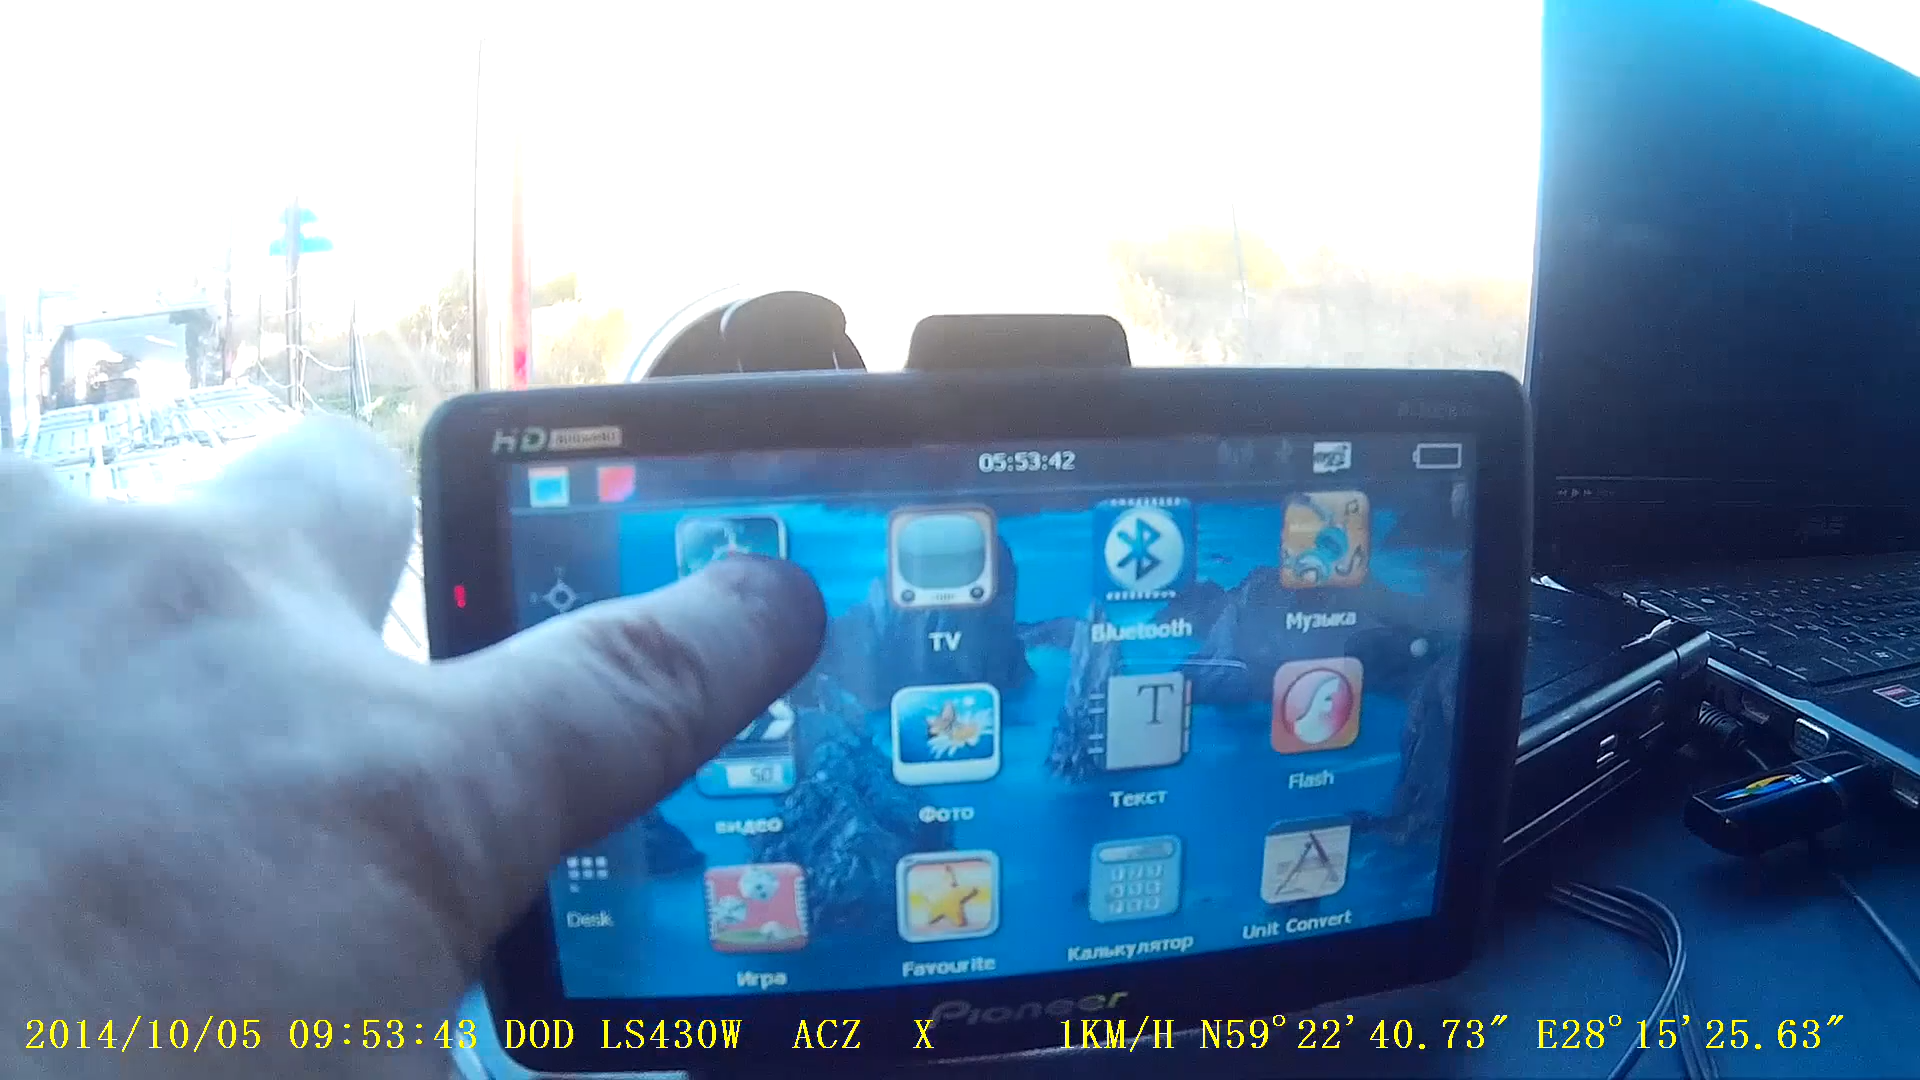 HD
05:53:42
TV
Bluetooth
Музыка
T
50
видео
Фото
Текст
Flash
Desk
Игра
Favourite
Калькулятор
Unit Convert
Pioneer
2014/10/05 09:53:43 DOD LS430W ACZ X 1KM/H N59°22'40.73" E28°15'25.63"